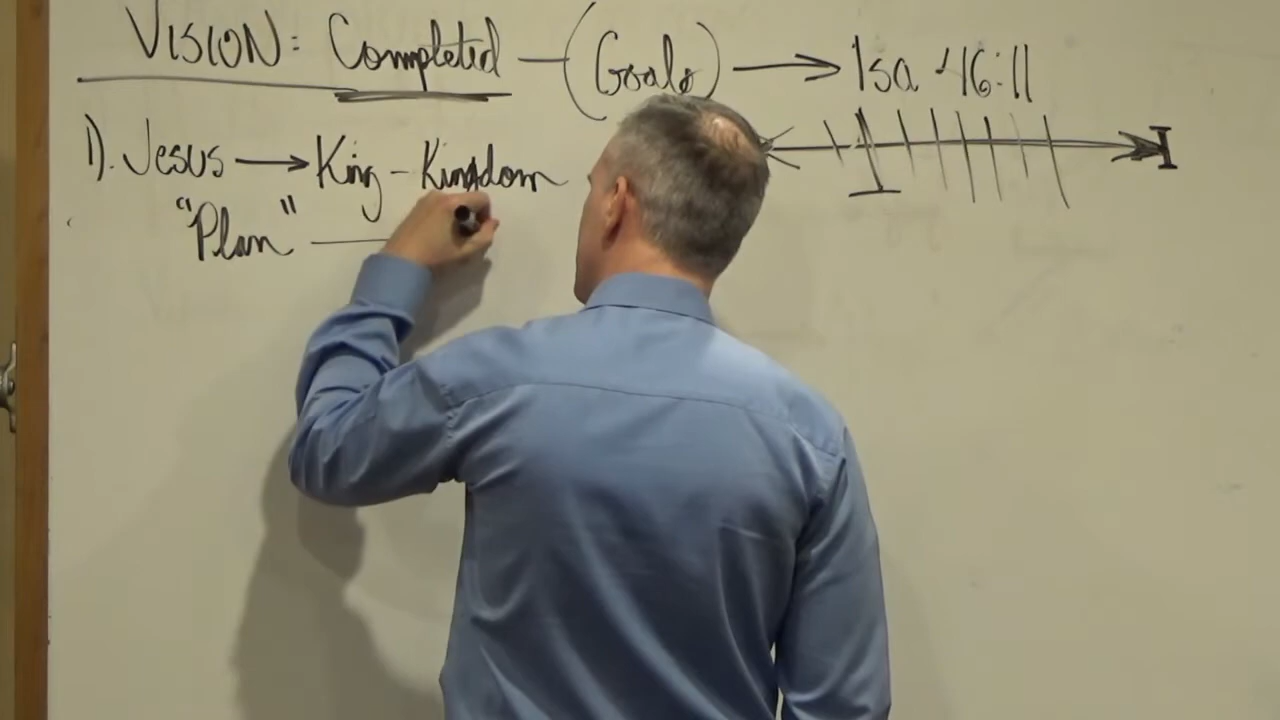 VISION: Completed — (Goals) → Isa 46:11
1). Jesus → King - Kingdom
"Plan" —